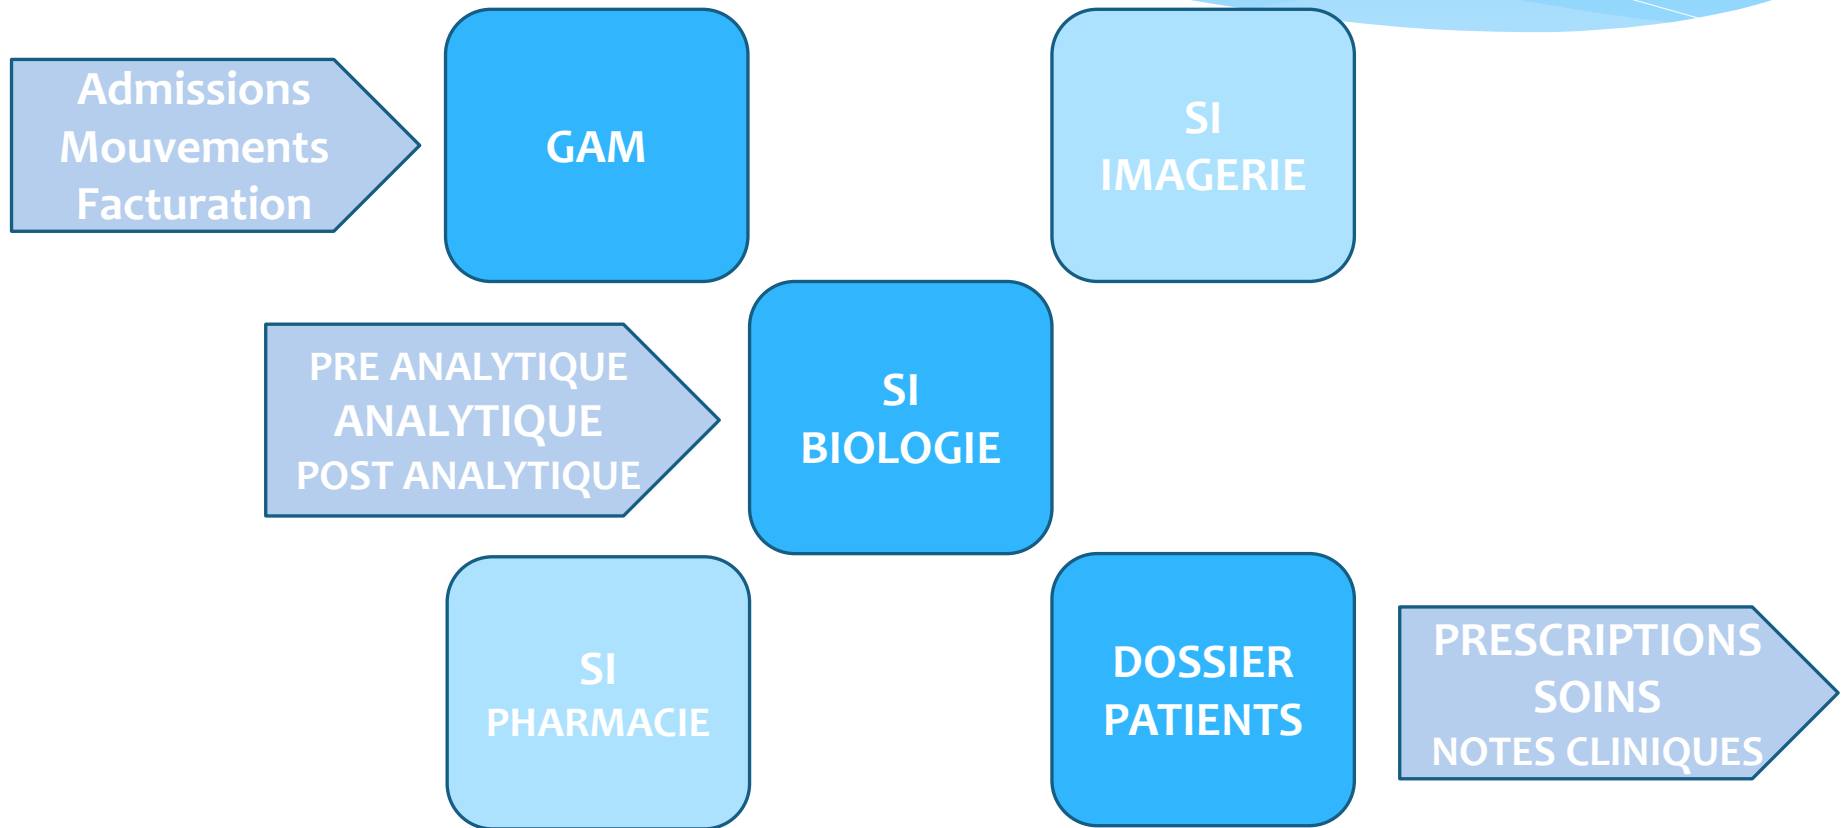 Admissions
Mouvements
Facturation
GAM
SI
IMAGERIE
PRE ANALYTIQUE
ANALYTIQUE
POST ANALYTIQUE
SI
BIOLOGIE
SI
PHARMACIE
DOSSIER
PATIENTS
PRESCRIPTIONS
SOINS
NOTES CLINIQUES